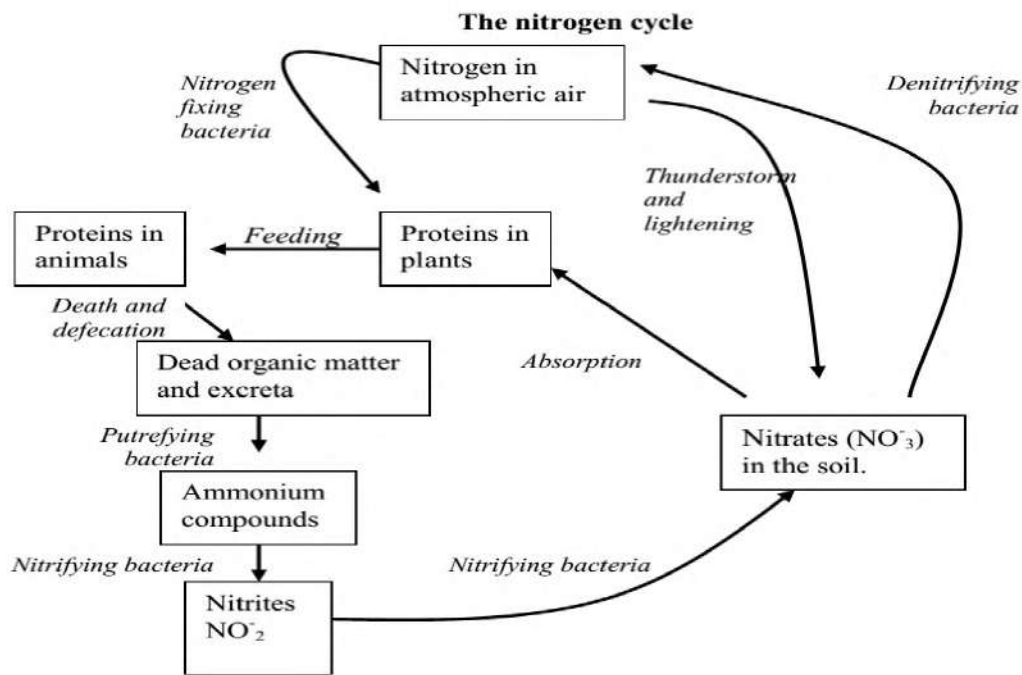 The nitrogen cycle
Nitrogen in
atmospheric air
Nitrogen
fixing
bacteria
Denitrifying
bacteria
Thunderstorm
and
lightening
Proteins in
animals
Feeding
Proteins in
plants
Death and
defecation
Dead organic matter
and excreta
Absorption
Putrefying
bacteria
Nitrates (NO⁻₃)
in the soil.
Ammonium
compounds
Nitrifying bacteria
Nitrifying bacteria
Nitrites
NO⁻₂